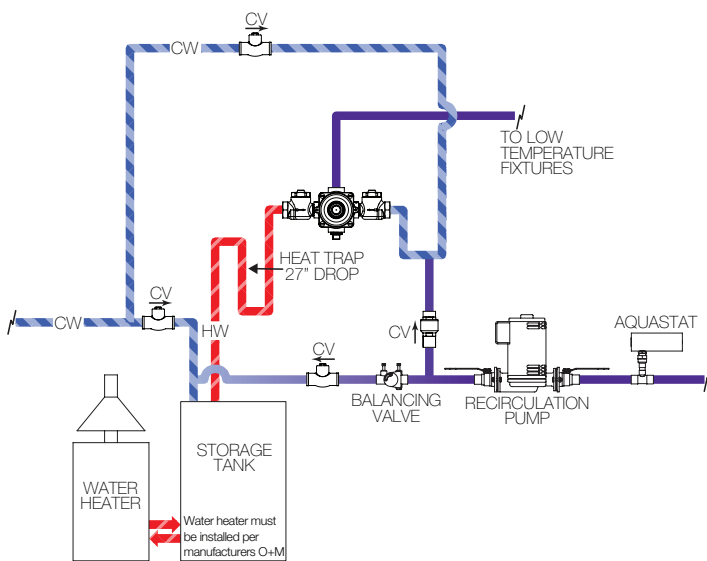 CV
CW
TO LOW
TEMPERATURE
FIXTURES
HEAT TRAP
27" DROP
CV
CW
HW
CV
AQUASTAT
CV
BALANCING
VALVE
RECIRCULATION
PUMP
STORAGE
TANK
WATER
HEATER
Water heater must
be installed per
manufacturers O+M